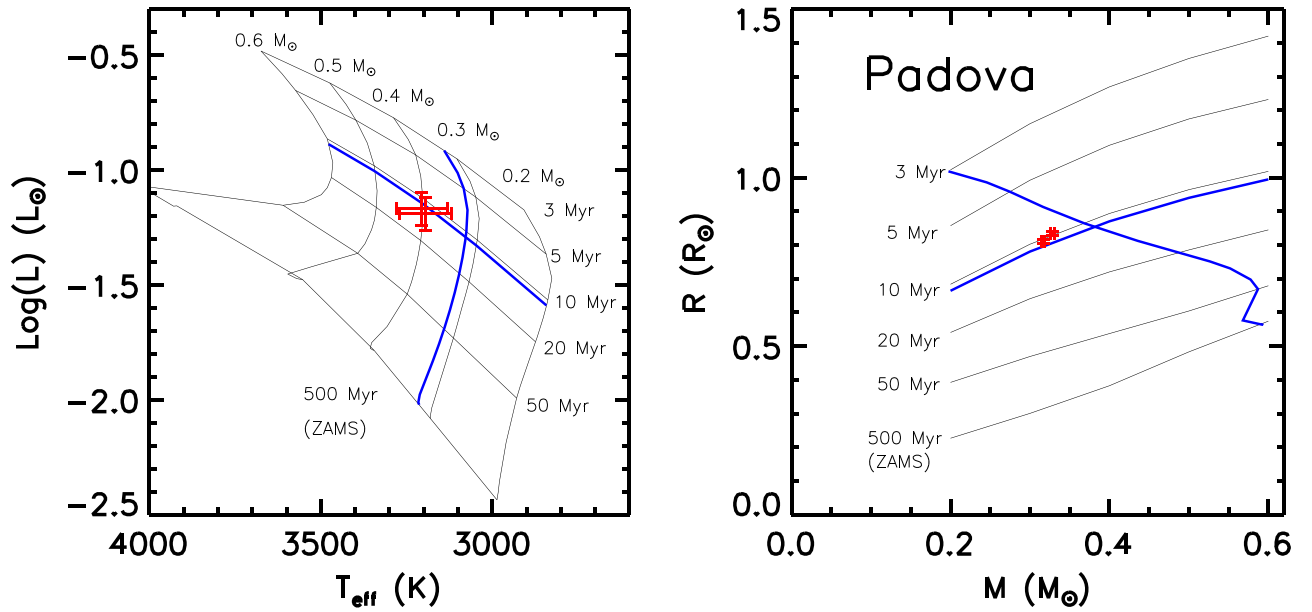 −0.5
−1.0
−1.5
−2.0
−2.5
Log(L) (L☉)
4000 3500 3000
T_eff (K)
0.6 M☉
0.5 M☉
0.4 M☉
0.3 M☉
0.2 M☉
3 Myr
5 Myr
10 Myr
20 Myr
50 Myr
500 Myr
(ZAMS)
1.5
1.0
0.5
0.0
R (R☉)
0.0 0.2 0.4 0.6
M (M☉)
Padova
3 Myr
5 Myr
10 Myr
20 Myr
50 Myr
500 Myr
(ZAMS)